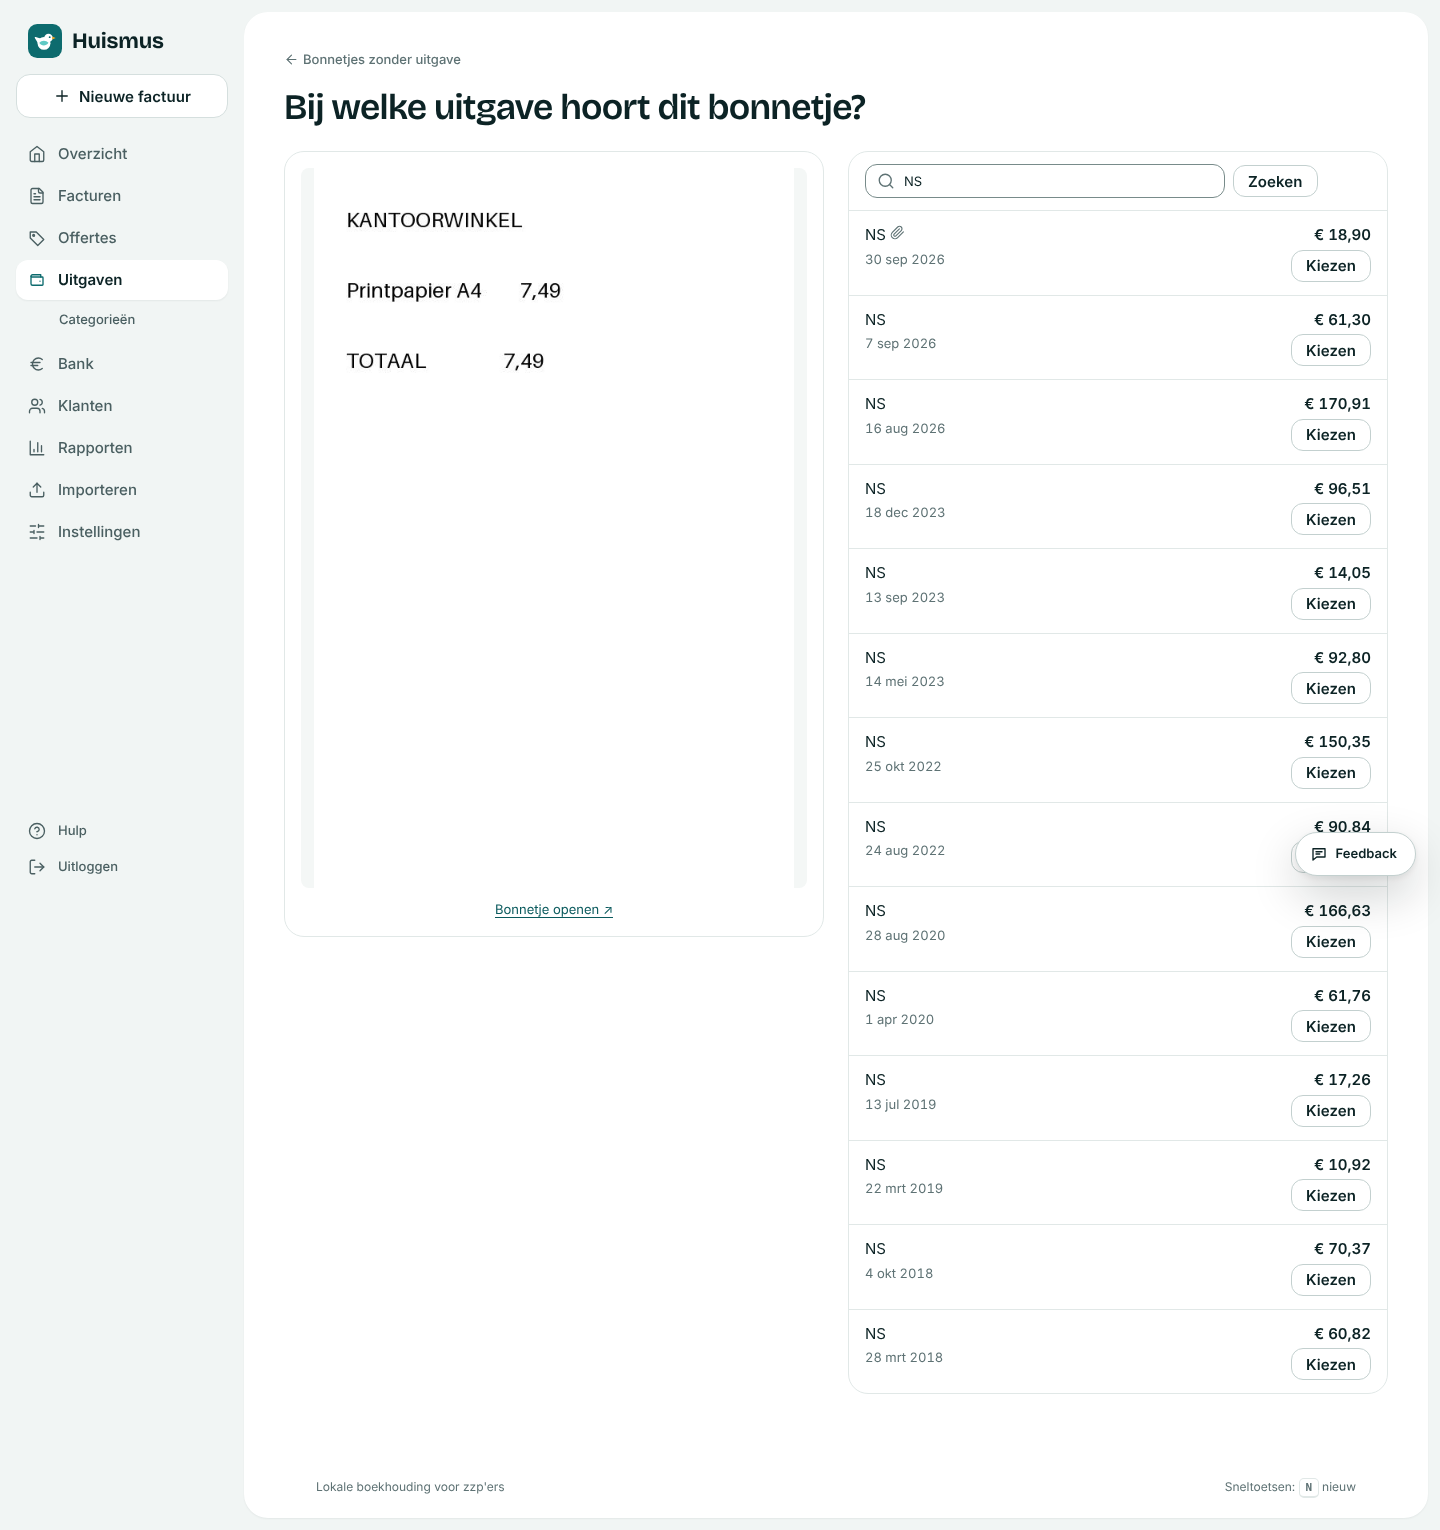 Huismus
Nieuwe factuur
Overzicht
Facturen
Offertes
Uitgaven
Categorieën
Bank
Klanten
Rapporten
Importeren
Instellingen
Hulp
Uitloggen
Bonnetjes zonder uitgave
Bij welke uitgave hoort dit bonnetje?
KANTOORWINKEL
Printpapier A4 7,49
TOTAAL 7,49
Bonnetje openen ↗
NS Zoeken
NS € 18,90
30 sep 2026 Kiezen
NS € 61,30
7 sep 2026 Kiezen
NS € 170,91
16 aug 2026 Kiezen
NS € 96,51
18 dec 2023 Kiezen
NS € 14,05
13 sep 2023 Kiezen
NS € 92,80
14 mei 2023 Kiezen
NS € 150,35
25 okt 2022 Kiezen
NS € 90,84
24 aug 2022 Feedback
NS € 166,63
28 aug 2020 Kiezen
NS € 61,76
1 apr 2020 Kiezen
NS € 17,26
13 jul 2019 Kiezen
NS € 10,92
22 mrt 2019 Kiezen
NS € 70,37
4 okt 2018 Kiezen
NS € 60,82
28 mrt 2018 Kiezen
Lokale boekhouding voor zzp'ers
Sneltoetsen: N nieuw